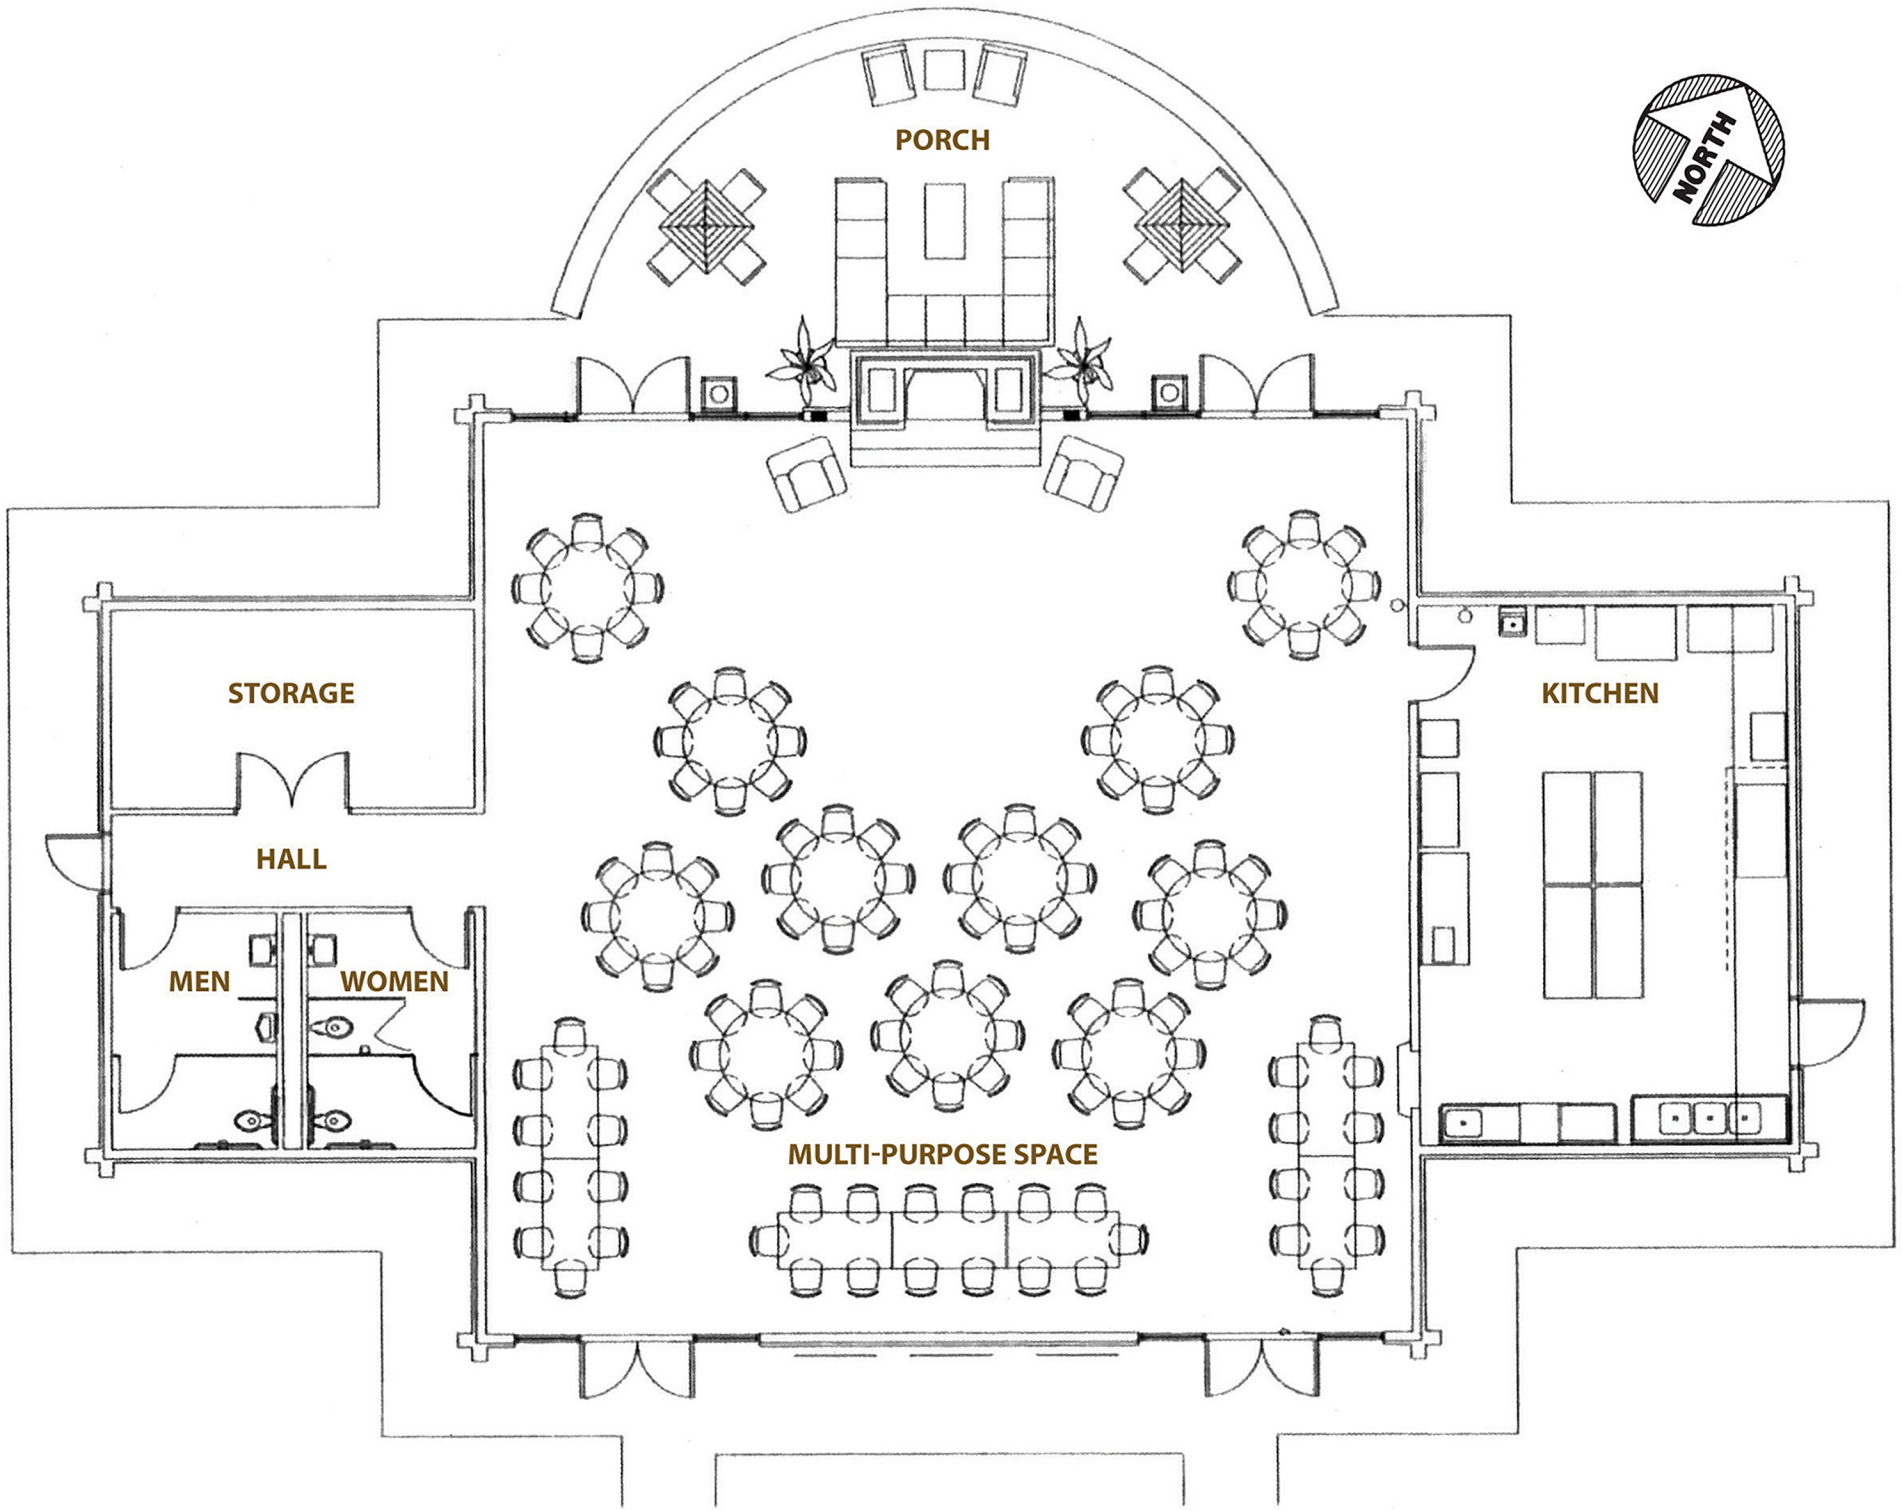 PORCH
NORTH
STORAGE
KITCHEN
HALL
MEN
WOMEN
MULTI-PURPOSE SPACE